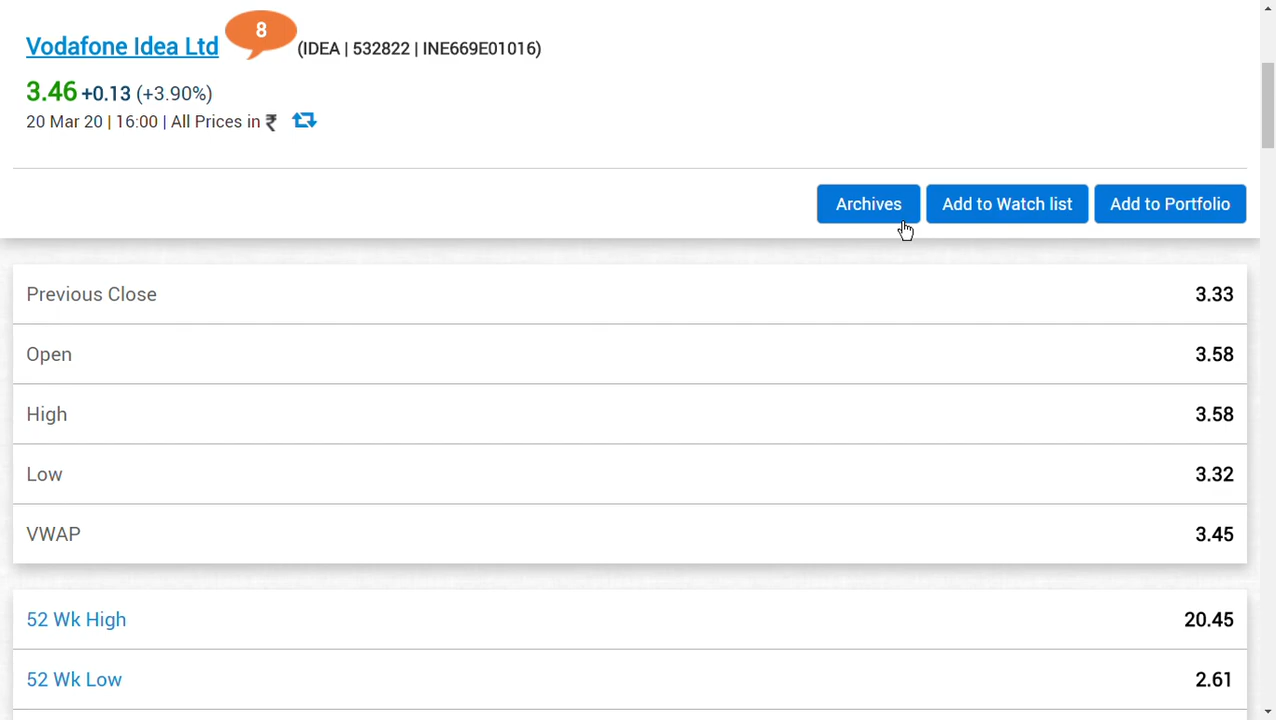 Vodafone Idea Ltd 8 (IDEA | 532822 | INE669E01016)
3.46 +0.13 (+3.90%)
20 Mar 20 | 16:00 | All Prices in ₹
Archives Add to Watch list Add to Portfolio
Previous Close 3.33
Open 3.58
High 3.58
Low 3.32
VWAP 3.45
52 Wk High 20.45
52 Wk Low 2.61